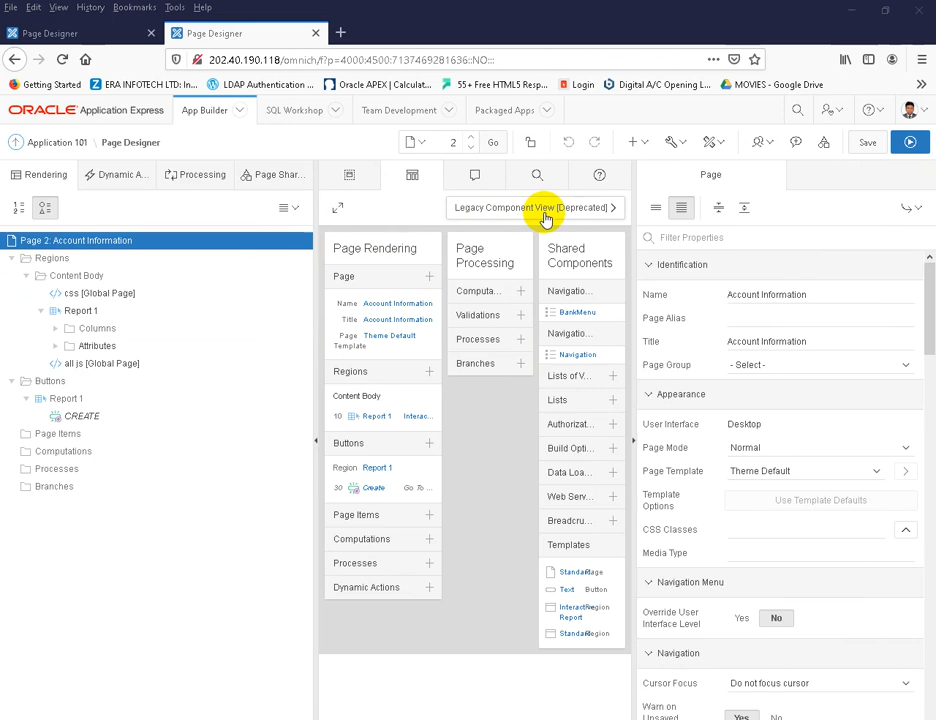 File Edit View History Bookmarks Tools Help
Page Designer
Page Designer
202.40.190.118/omnich/f?p=4000:4500:7137469281636::NO:::
Getting Started
ERA INFOTECH LTD: In...
LDAP Authentication ...
Oracle APEX | Calculat...
55+ Free HTML5 Resp...
Login
Digital A/C Opening L...
MOVIES - Google Drive
ORACLE Application Express
App Builder
SQL Workshop
Team Development
Packaged Apps
Application 101 \ Page Designer
2
Go
Save
Rendering
Dynamic A...
Processing
Page Shar...
Page
Legacy Component View [Deprecated]
Filter Properties
Page 2: Account Information
Regions
Content Body
css [Global Page]
Report 1
Columns
Attributes
all js [Global Page]
Buttons
Report 1
CREATE
Page Items
Computations
Processes
Branches
Page Rendering
Page
Name Account Information
Title Account Information
Page Template Theme Default
Regions
Content Body
10 Report 1 Interac...
Buttons
Region Report 1
30 Create Go To ...
Page Items
Computations
Processes
Dynamic Actions
Page Processing
Computa...
Validations
Processes
Branches
Shared Components
Navigatio...
BankMenu
Navigatio...
Navigation
Lists of V...
Lists
Authorizat...
Build Opti...
Data Loa...
Web Serv...
Breadcru...
Templates
Standard Page
Text Button
Interactive Report Region
Standard Region
Identification
Name Account Information
Page Alias
Title Account Information
Page Group - Select -
Appearance
User Interface Desktop
Page Mode Normal
Page Template Theme Default
Template Options Use Template Defaults
CSS Classes
Media Type
Navigation Menu
Override User Interface Level Yes No
Navigation
Cursor Focus Do not focus cursor
Warn on Unsaved Yes No